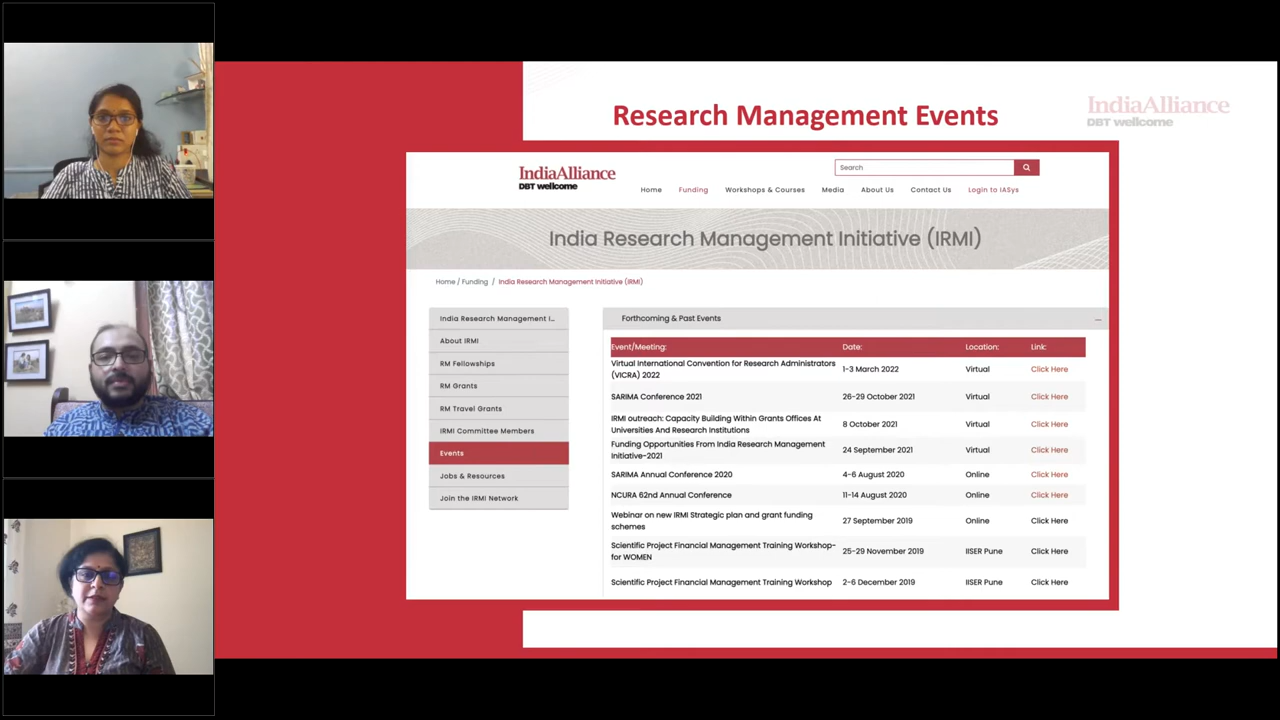 Research Management Events
IndiaAlliance
DBT wellcome
IndiaAlliance
DBT wellcome
Search
Home Funding Workshops & Courses Media About Us Contact Us Login to IASys
India Research Management Initiative (IRMI)
Home / Funding / India Research Management Initiative (IRMI)
India Research Management I...
About IRMI
RM Fellowships
RM Grants
RM Travel Grants
IRMI Committee Members
Events
Jobs & Resources
Join the IRMI Network
Forthcoming & Past Events
Event/Meeting: Date: Location: Link:
Virtual International Convention for Research Administrators
(VICRA) 2022 1-3 March 2022 Virtual Click Here
SARIMA Conference 2021 26-29 October 2021 Virtual Click Here
IRMI outreach: Capacity Building Within Grants Offices At
Universities And Research Institutions 8 October 2021 Virtual Click Here
Funding Opportunities From India Research Management
Initiative-2021 24 September 2021 Virtual Click Here
SARIMA Annual Conference 2020 4-6 August 2020 Online Click Here
NCURA 62nd Annual Conference 11-14 August 2020 Online Click Here
Webinar on new IRMI Strategic plan and grant funding
schemes 27 September 2019 Online Click Here
Scientific Project Financial Management Training Workshop-
for WOMEN 25-29 November 2019 IISER Pune Click Here
Scientific Project Financial Management Training Workshop 2-6 December 2019 IISER Pune Click Here